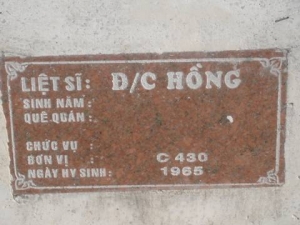 LIỆT SĨ: Đ/C HỒNG
SINH NĂM :
QUÊ QUÁN :
CHỨC VỤ :
ĐƠN VỊ : C 430
NGÀY HY SINH: 1965